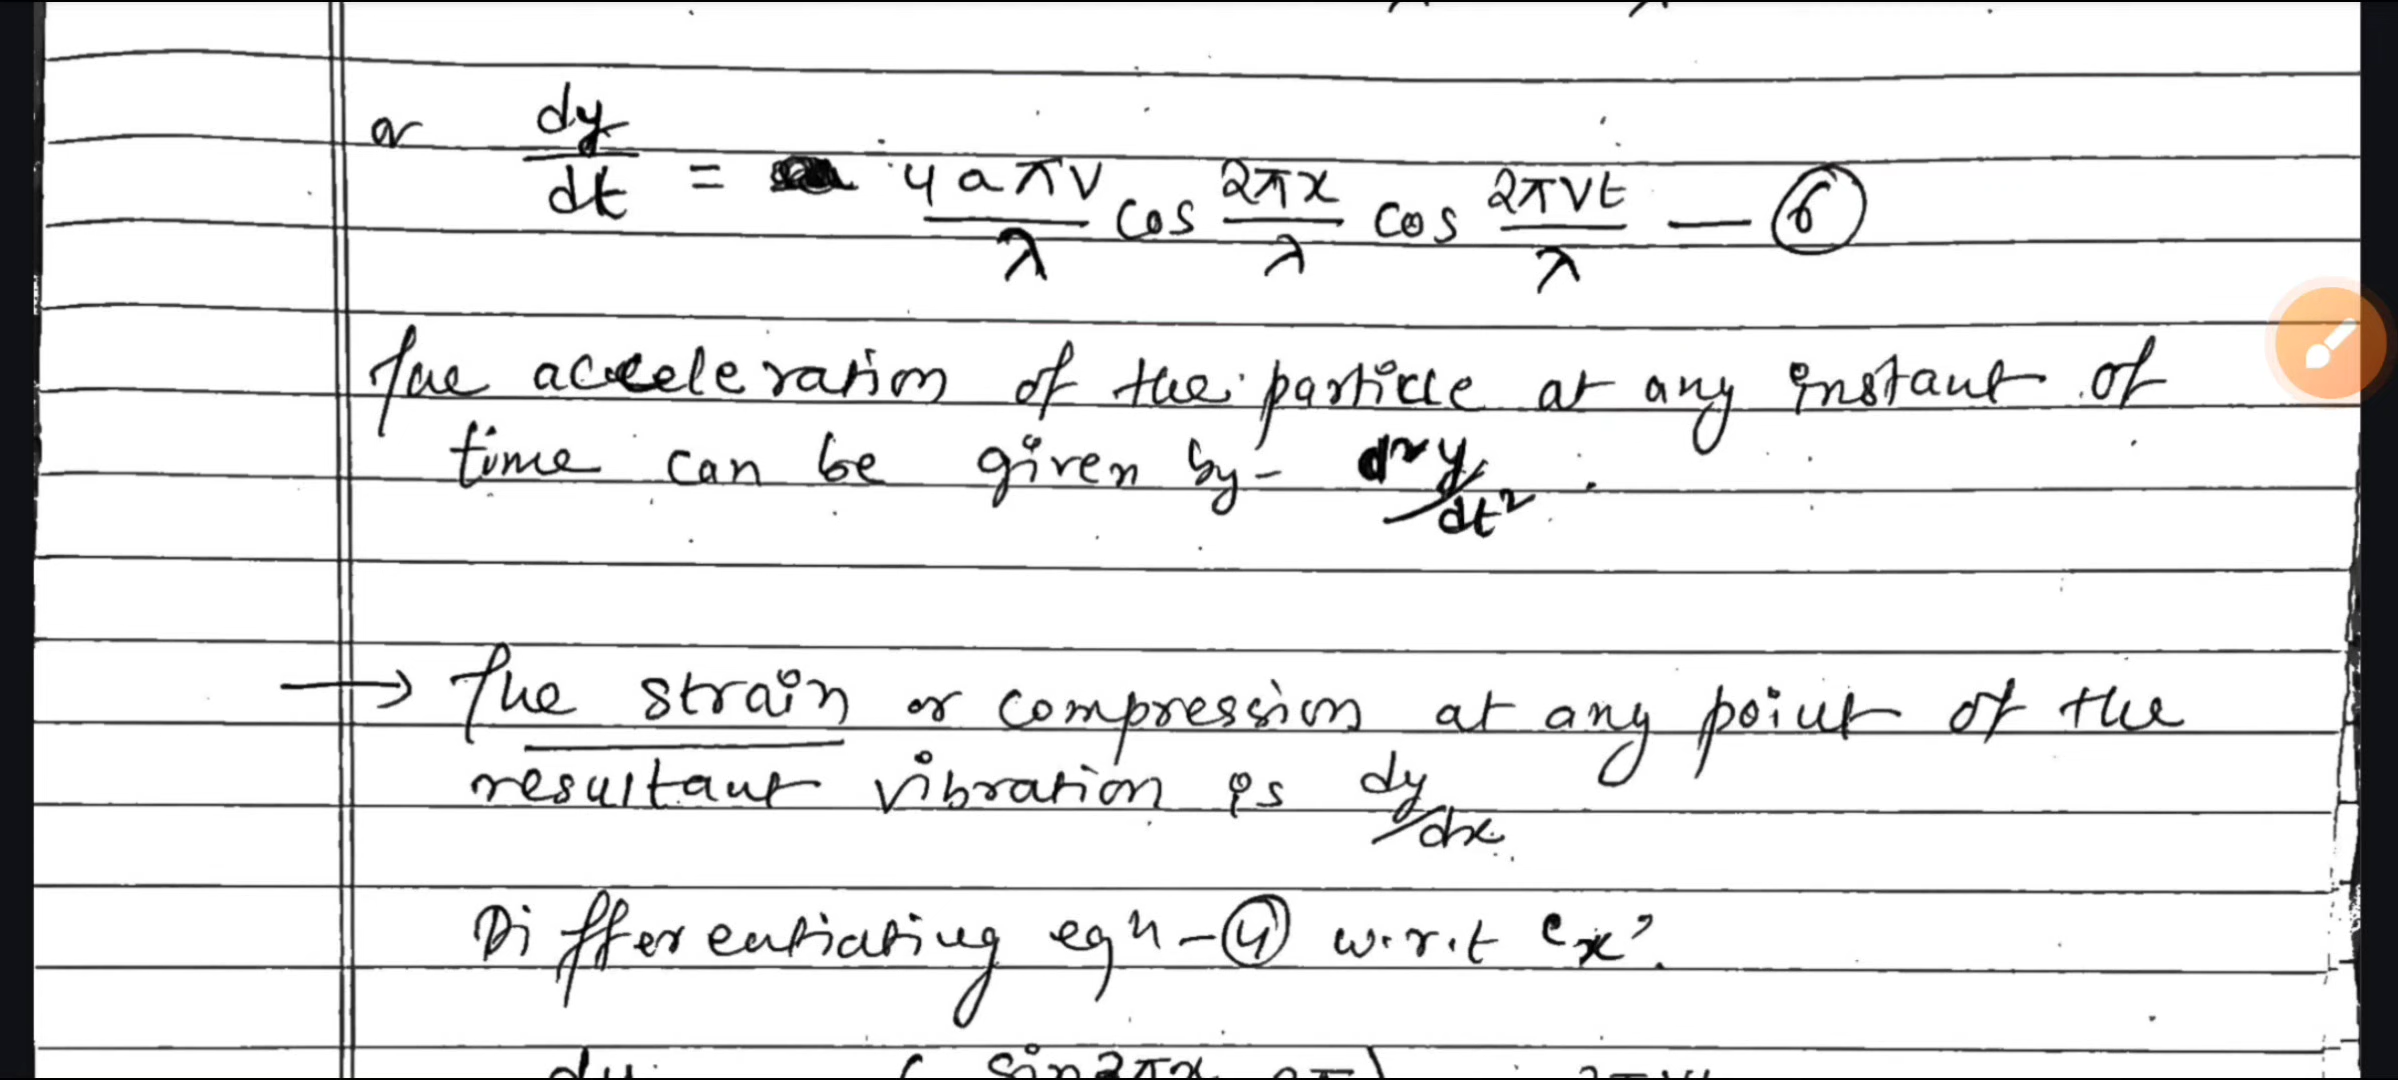 or dy/dt = 4aπv/λ cos 2πx/λ cos 2πvt/λ — ⑥
The acceleration of the particle at any instant of
time can be given by- d²y/dt².
→ The strain or compression at any point of the
resultant vibration is dy/dx.
Differentiating eqn-④ w.r.t 'x'.